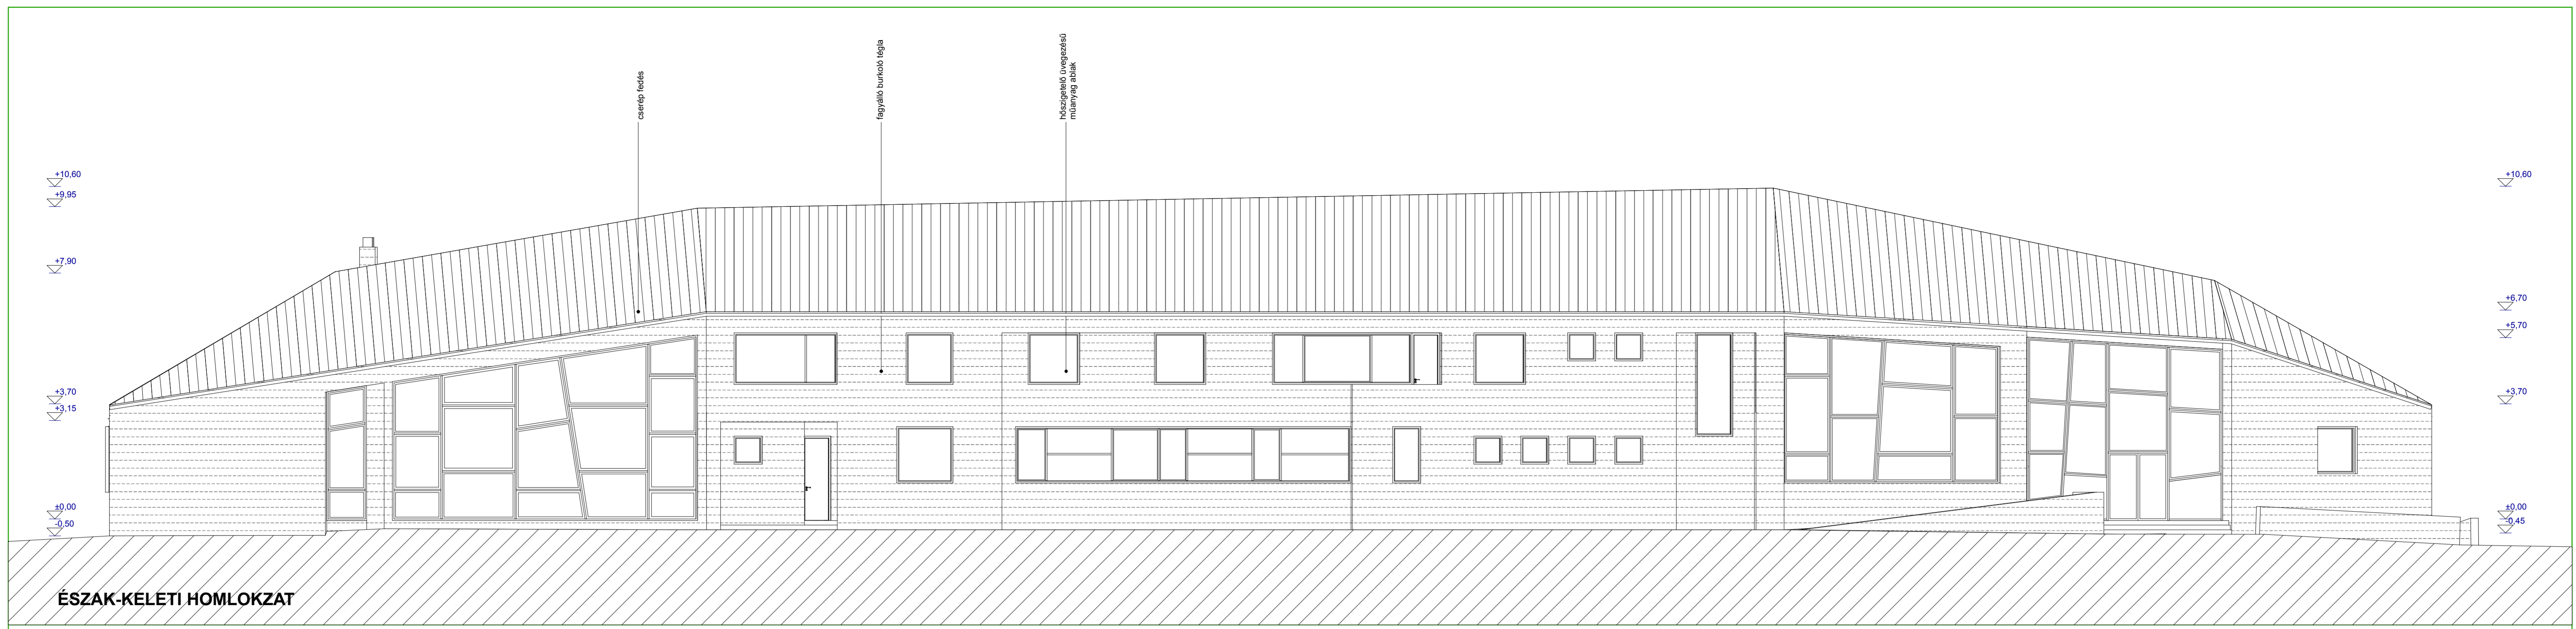 cserép fedés
fagyálló burkoló tégla
hőszigetelő üvegezésű
műanyag ablak
+10,60
+9,95
+7,90
+3,70
+3,15
±0,00
-0,50
+10,60
+6,70
+5,70
+3,70
±0,00
-0,45
ÉSZAK-KELETI HOMLOKZAT